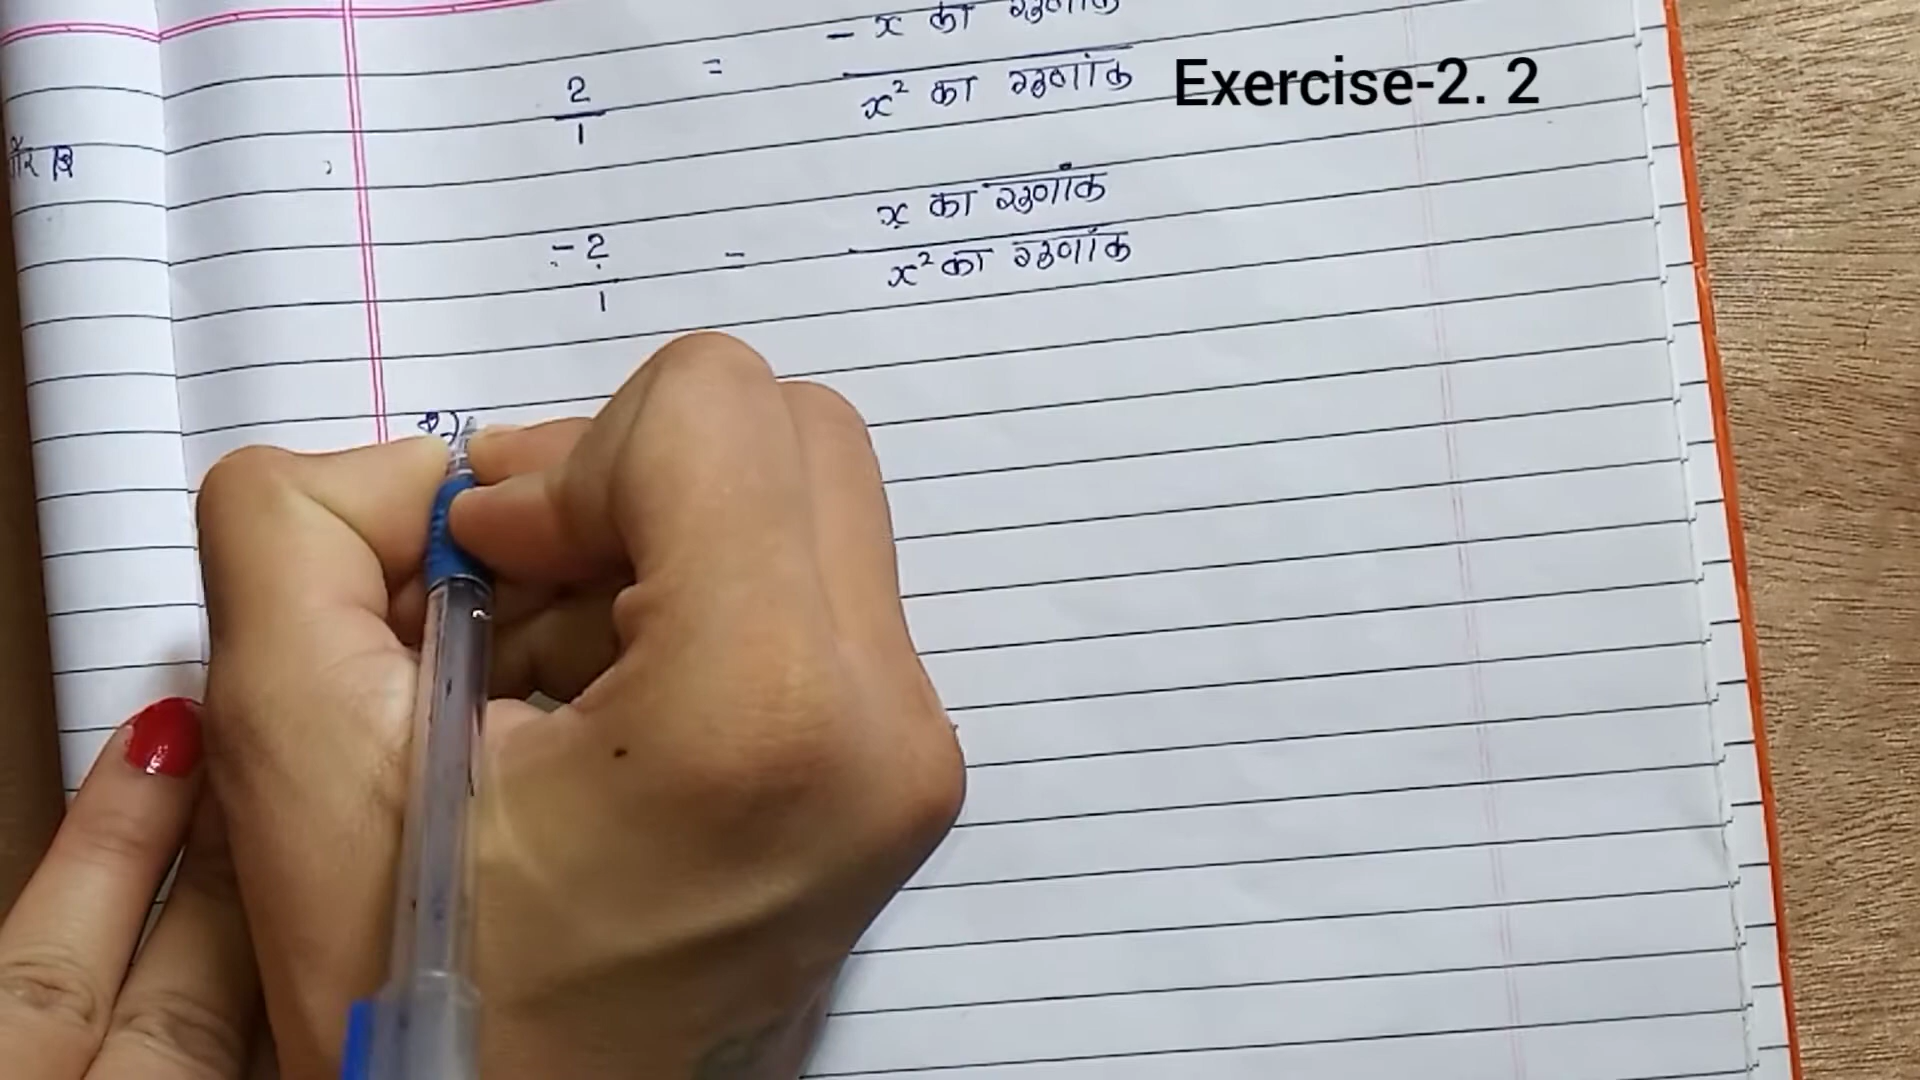 - x का गुणांक
2/1 = x² का गुणांक
Exercise-2. 2
-2/1 = x का गुणांक
x² का गुणांक